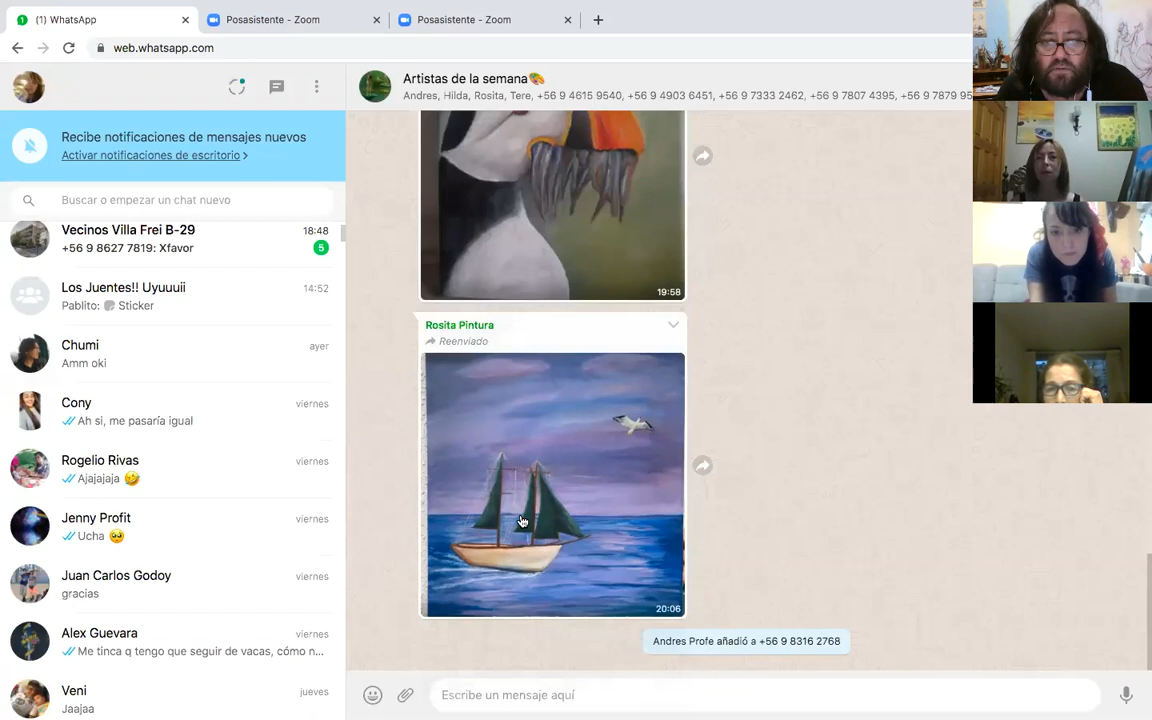 (1) WhatsApp
Posasistente - Zoom
Posasistente - Zoom
web.whatsapp.com
Recibe notificaciones de mensajes nuevos
Activar notificaciones de escritorio >
Buscar o empezar un chat nuevo
Vecinos Villa Frei B-29
18:48
+56 9 8627 7819: Xfavor
5
Los Juentes!! Uyuuuii
14:52
Pablito: Sticker
Chumi
ayer
Amm oki
Cony
viernes
Ah si, me pasaría igual
Rogelio Rivas
viernes
Ajajajaja 🤣
Jenny Profit
viernes
Ucha 🥺
Juan Carlos Godoy
viernes
gracias
Alex Guevara
viernes
Me tinca q tengo que seguir de vacas, cómo n...
Veni
jueves
Jaajaa
Artistas de la semana🎨
Andres, Hilda, Rosita, Tere, +56 9 4615 9540, +56 9 4903 6451, +56 9 7333 2462, +56 9 7807 4395, +56 9 7879 95
19:58
Rosita Pintura
Reenviado
20:06
Andres Profe añadió a +56 9 8316 2768
Escribe un mensaje aquí